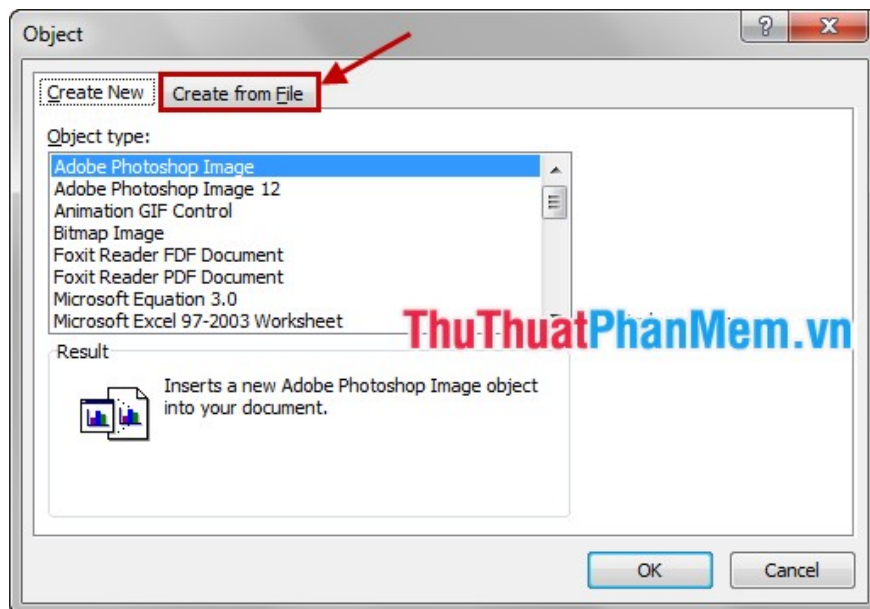 Object
Create New
Create from File
Object type:
Adobe Photoshop Image
Adobe Photoshop Image 12
Animation GIF Control
Bitmap Image
Foxit Reader FDF Document
Foxit Reader PDF Document
Microsoft Equation 3.0
Microsoft Excel 97-2003 Worksheet
ThuThuatPhanMem.vn
Result
Inserts a new Adobe Photoshop Image object
into your document.
OK
Cancel